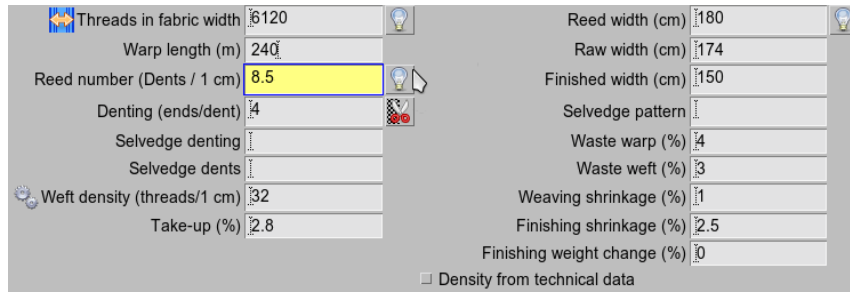 Threads in fabric width 6120
Warp length (m) 240
Reed number (Dents / 1 cm) 8.5
Denting (ends/dent) 4
Selvedge denting
Selvedge dents
Weft density (threads/1 cm) 32
Take-up (%) 2.8
Reed width (cm) 180
Raw width (cm) 174
Finished width (cm) 150
Selvedge pattern
Waste warp (%) 4
Waste weft (%) 3
Weaving shrinkage (%) 1
Finishing shrinkage (%) 2.5
Finishing weight change (%) 0
Density from technical data